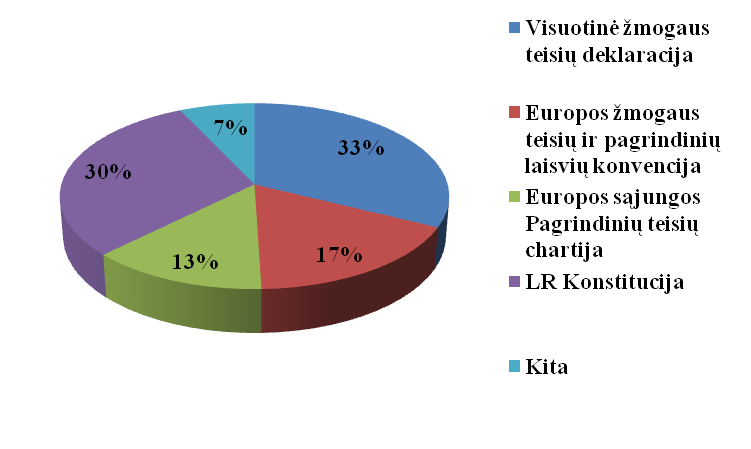 33%
17%
13%
30%
7%
Visuotinė žmogaus
teisių deklaracija
Europos žmogaus
teisių ir pagrindinių
laisvių konvencija
Europos sąjungos
Pagrindinių teisių
chartija
LR Konstitucija
Kita